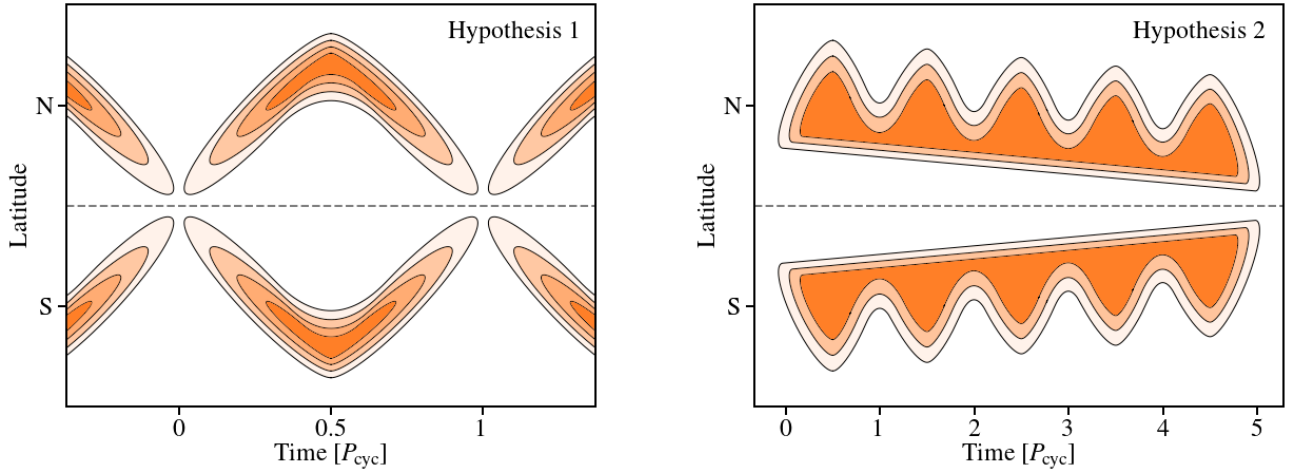 Hypothesis 1
N
Latitude
S
0 0.5 1
Time [P_cyc]
Hypothesis 2
N
Latitude
S
0 1 2 3 4 5
Time [P_cyc]